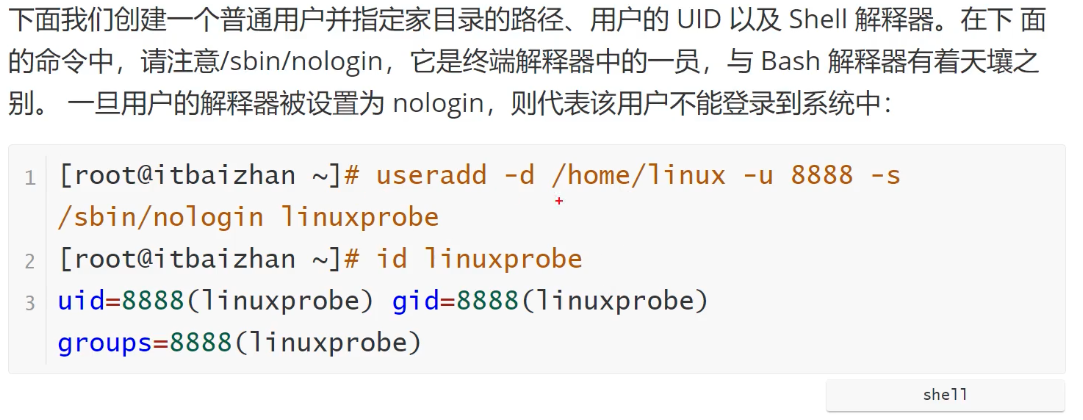 下面我们创建一个普通用户并指定家目录的路径、用户的 UID 以及 Shell 解释器。在下 面
的命令中，请注意/sbin/nologin，它是终端解释器中的一员，与 Bash 解释器有着天壤之
别。 一旦用户的解释器被设置为 nologin，则代表该用户不能登录到系统中：
1 [root@itbaizhan ~]# useradd -d /home/linux -u 8888 -s
/sbin/nologin linuxprobe
2 [root@itbaizhan ~]# id linuxprobe
3 uid=8888(linuxprobe) gid=8888(linuxprobe)
groups=8888(linuxprobe)
shell